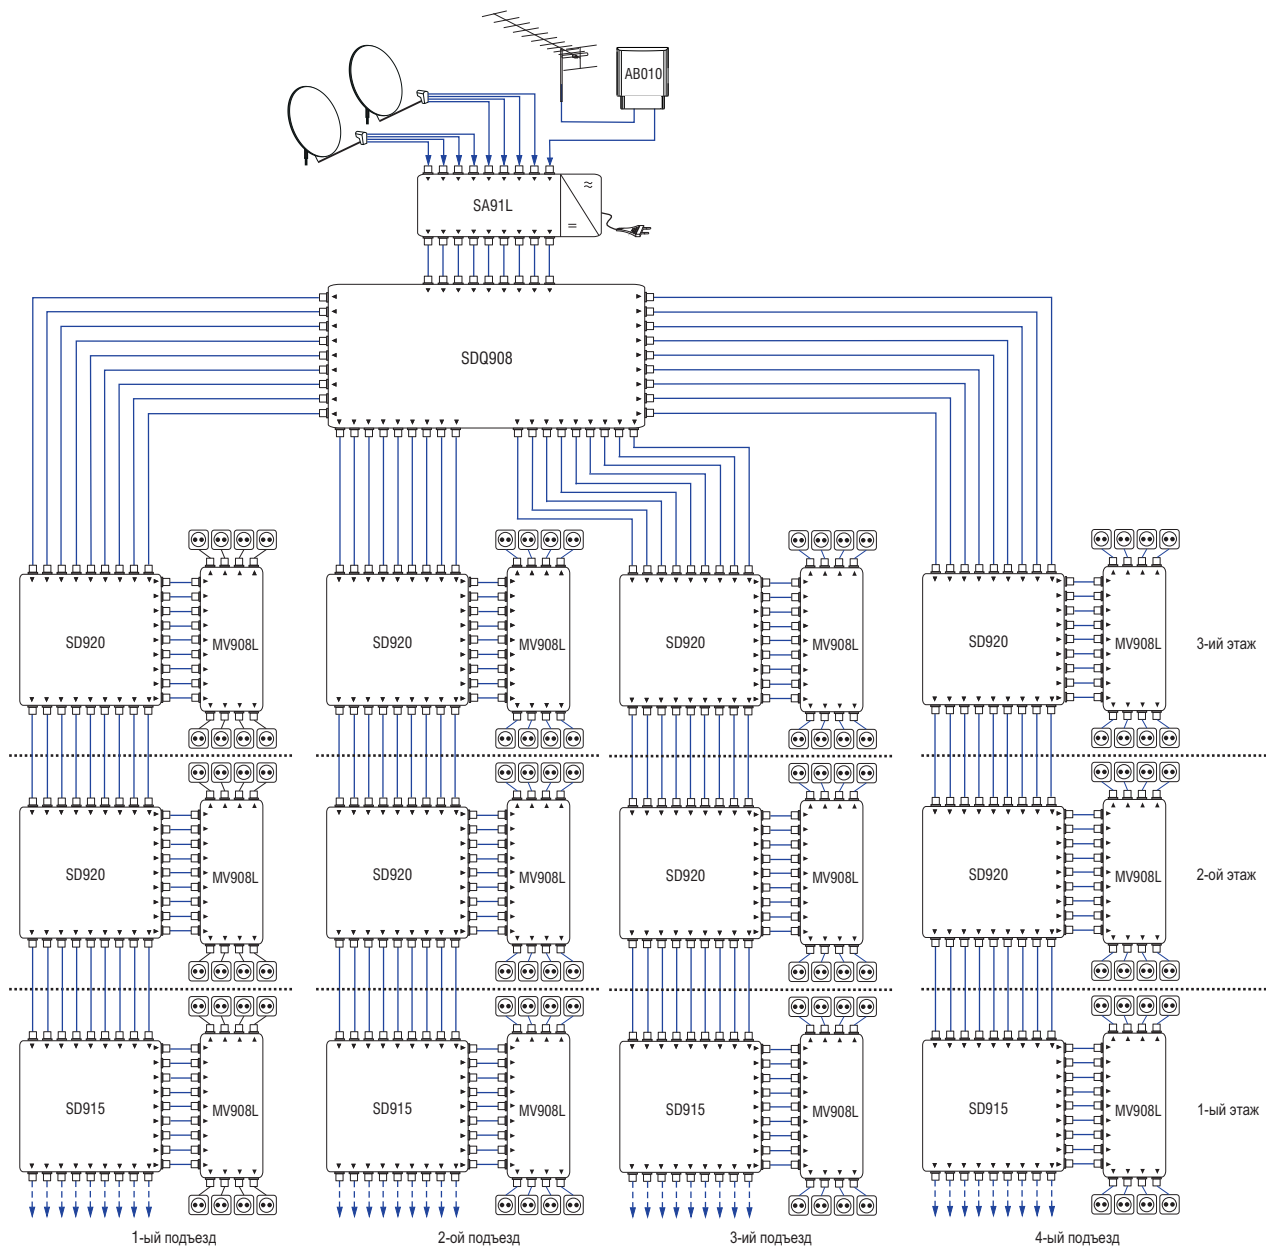 AB010
SA91L
SDQ908
SD920 MV908L SD920 MV908L SD920 MV908L SD920 MV908L 3-ий этаж
SD920 MV908L SD920 MV908L SD920 MV908L SD920 MV908L 2-ой этаж
SD915 MV908L SD915 MV908L SD915 MV908L SD915 MV908L 1-ый этаж
1-ый подъезд 2-ой подъезд 3-ий подъезд 4-ый подъезд